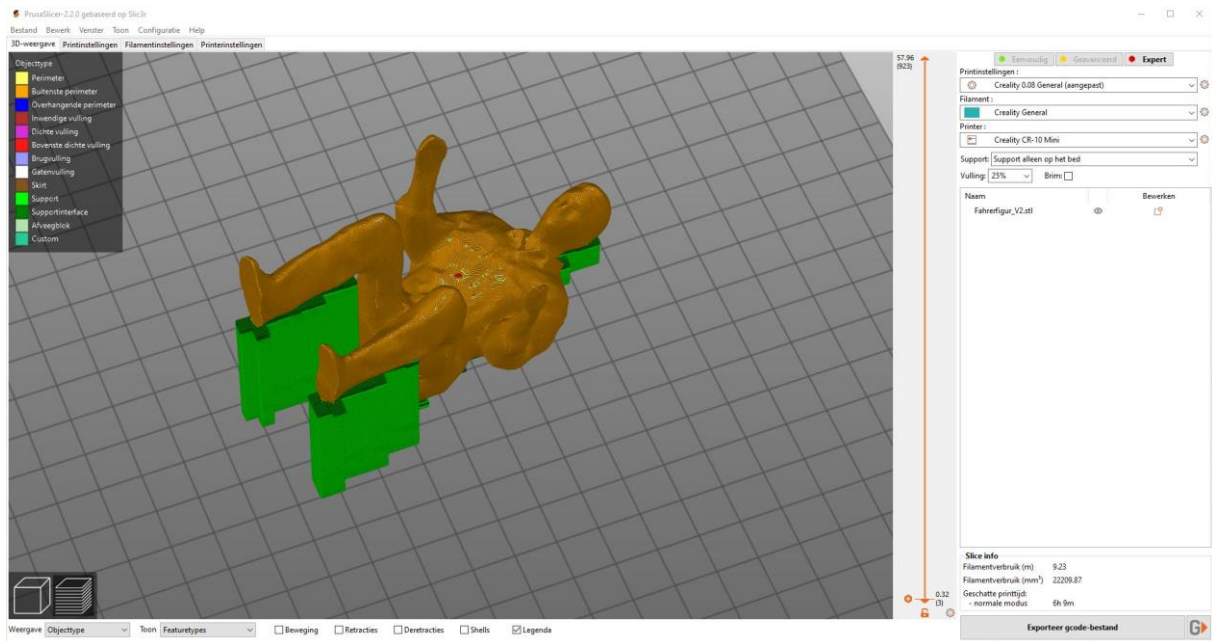 PrusaSlicer-2.2.0 gebaseerd op Slic3r
Bestand Bewerk Venster Toon Configuratie Help
3D-weergave Printinstellingen Filamentinstellingen Printerinstellingen
Objecttype
Perimeter
Buitenste perimeter
Overhangende perimeter
Inwendige vulling
Dichte vulling
Bovenste dichte vulling
Brugvulling
Gatenvulling
Skirt
Support
Supportinterface
Afveegblok
Custom
57.96
(923)
0.32
(3)
Eenvoudig Geavanceerd Expert
Printinstellingen :
Creality 0.08 General (aangepast)
Filament :
Creality General
Printer :
Creality CR-10 Mini
Support: Support alleen op het bed
Vulling: 25% Brim:
Naam Bewerken
Fahrerfigur_V2.stl
Slice info
Filamentverbruik (m) 9.23
Filamentverbruik (mm³) 22209.87
Geschatte printtijd:
- normale modus 6h 9m
Weergave Objecttype Toon Featuretypes Beweging Retracties Deretracties Shells Legenda
Exporteer gcode-bestand G